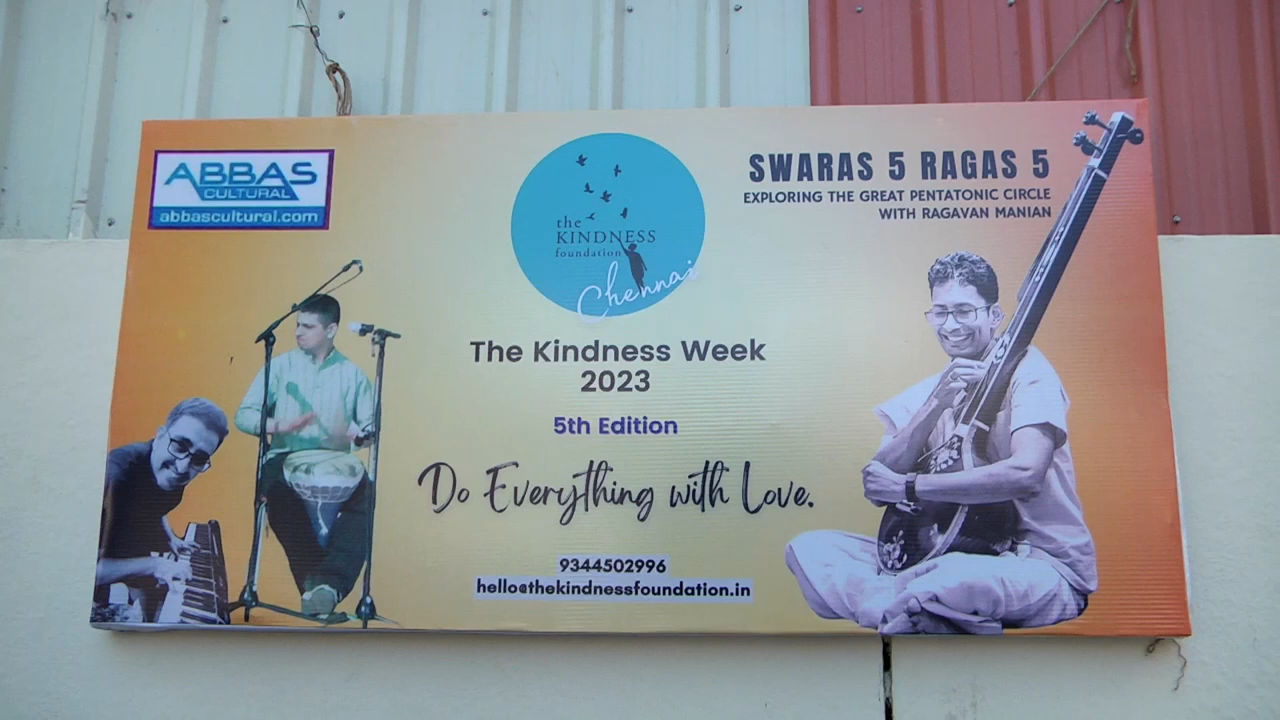 ABBAS
CULTURAL
abbascultural.com
the
KINDNESS
foundation
Chennai
SWARAS 5 RAGAS 5
EXPLORING THE GREAT PENTATONIC CIRCLE
WITH RAGAVAN MANIAN
The Kindness Week
2023
5th Edition
Do Everything with Love.
9344502996
hello@thekindnessfoundation.in